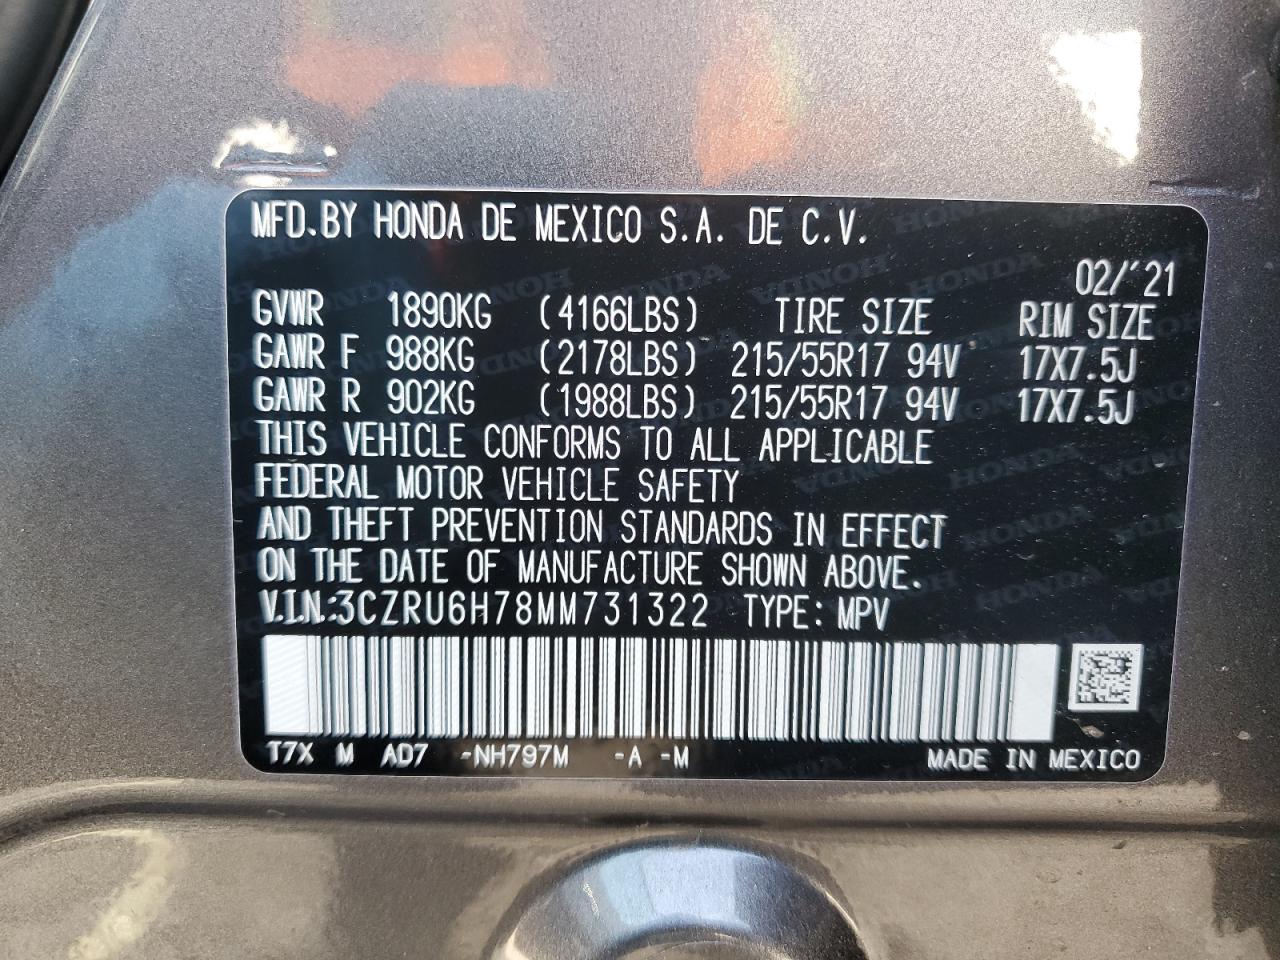 MFD.BY HONDA DE MEXICO S.A. DE C.V.
02/'21
GVWR 1890KG (4166LBS) TIRE SIZE RIM SIZE
GAWR F 988KG (2178LBS) 215/55R17 94V 17X7.5J
GAWR R 902KG (1988LBS) 215/55R17 94V 17X7.5J
THIS VEHICLE CONFORMS TO ALL APPLICABLE
FEDERAL MOTOR VEHICLE SAFETY
AND THEFT PREVENTION STANDARDS IN EFFECT
ON THE DATE OF MANUFACTURE SHOWN ABOVE.
V.I.N.:3CZRU6H78MM731322 TYPE: MPV
T7X M AD7 -NH797M -A -M MADE IN MEXICO